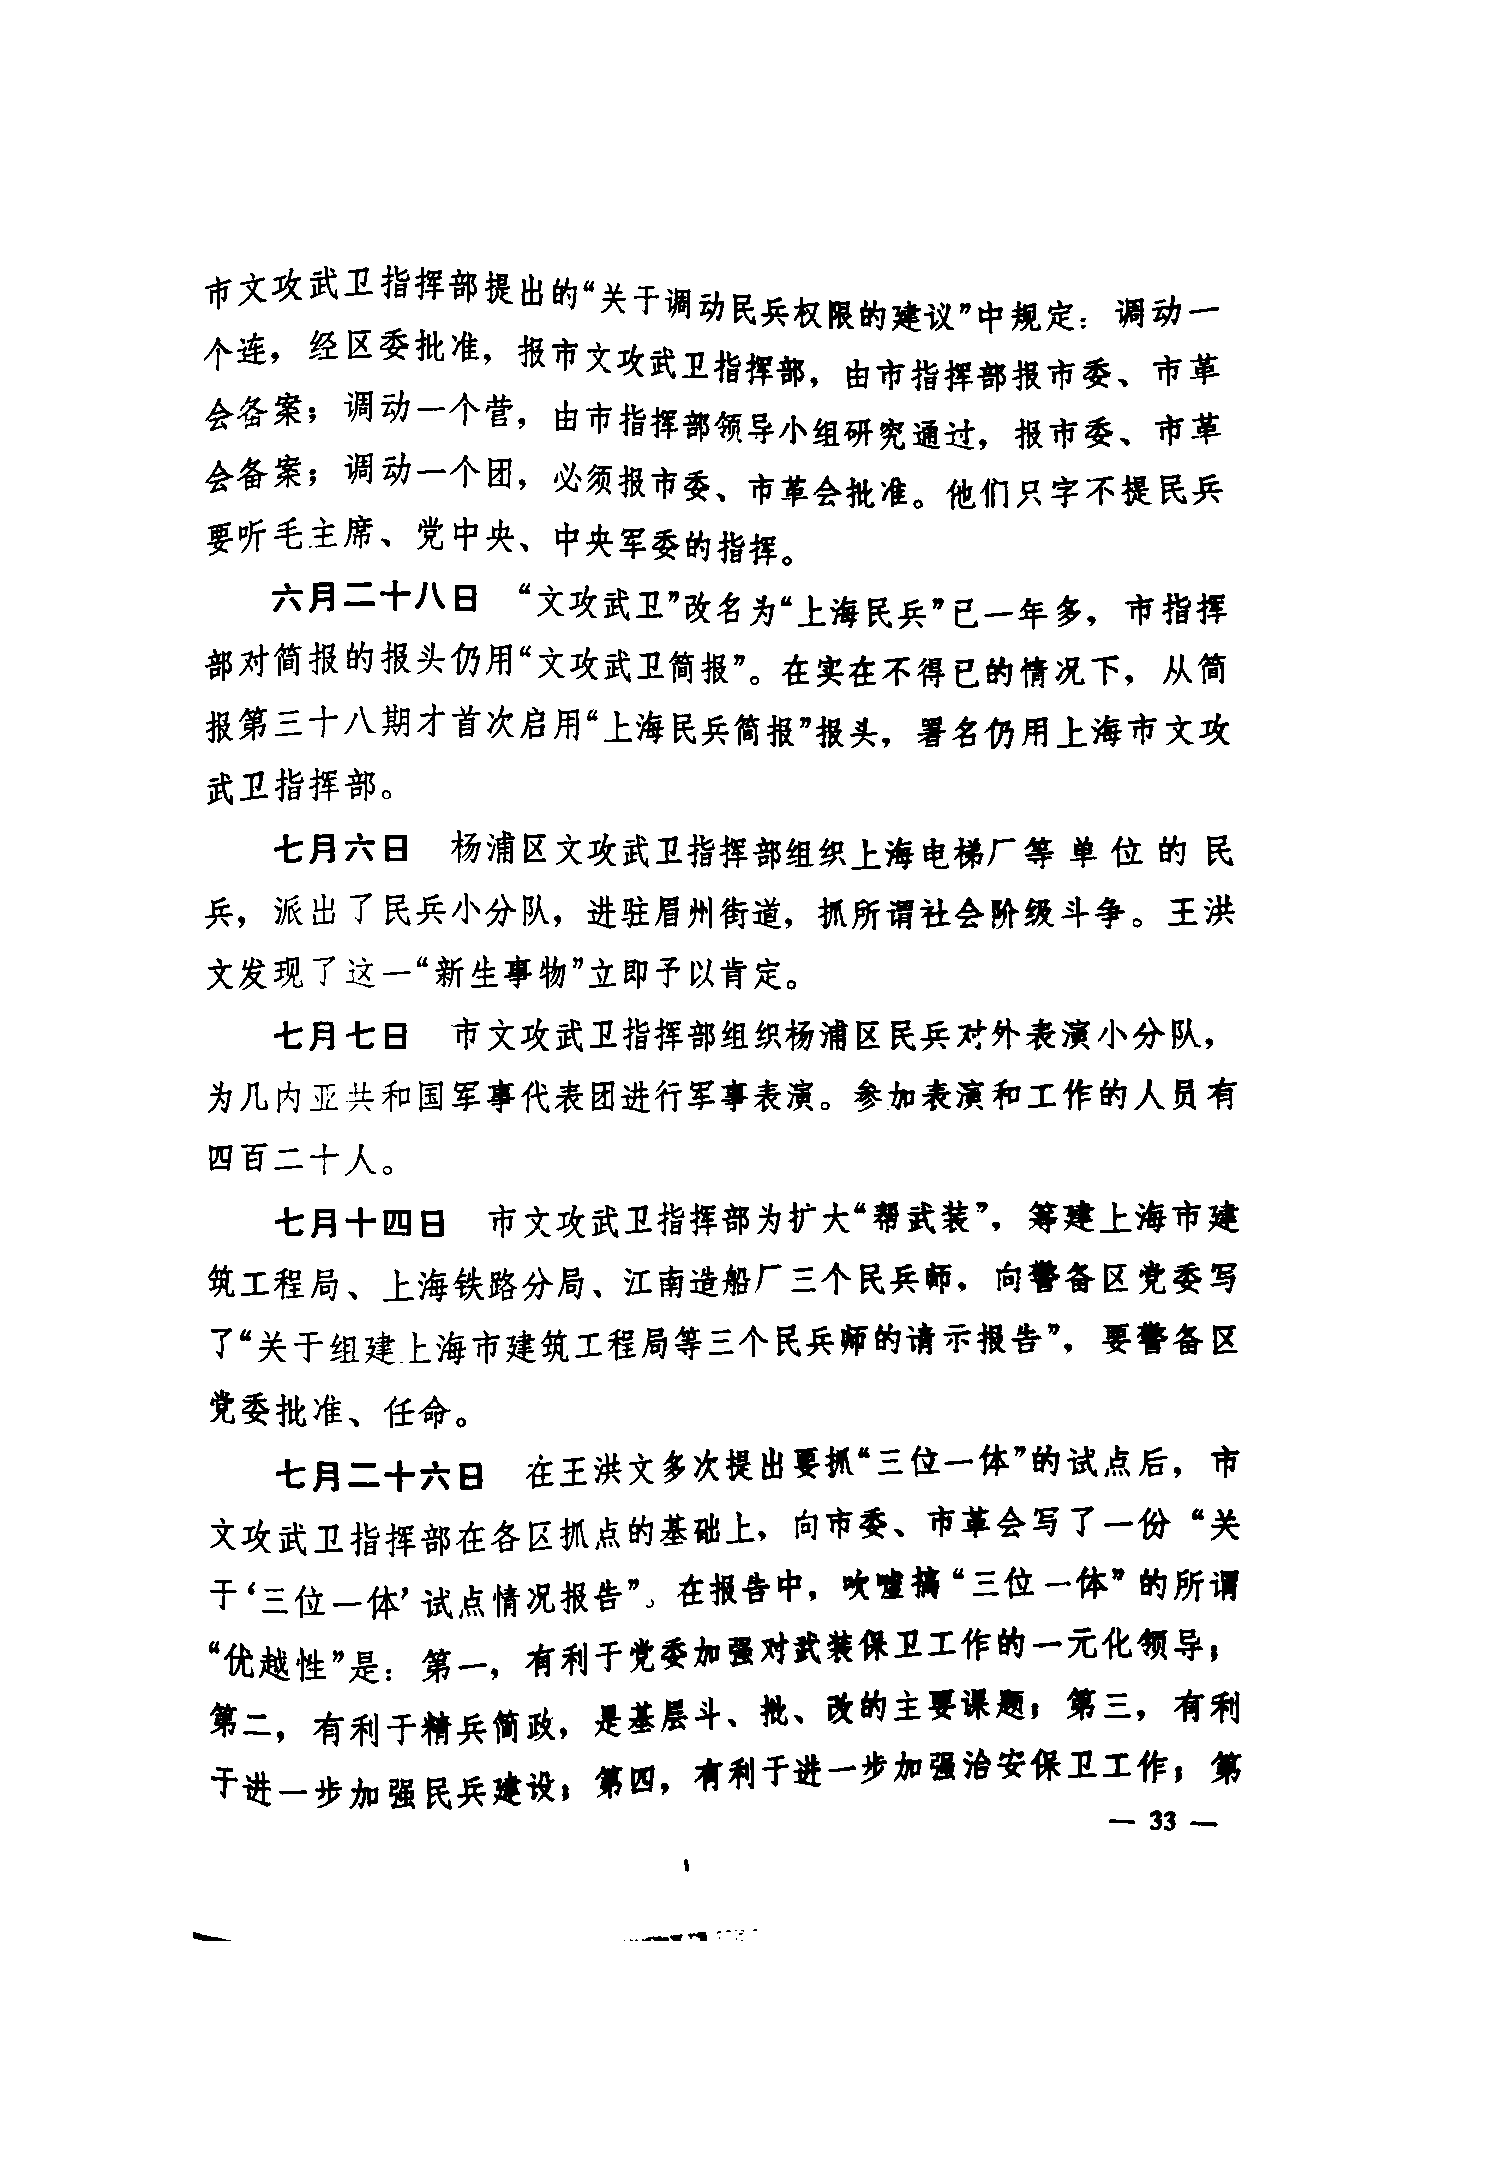 市文攻武卫指挥部提出的“关于调动民兵权限的建议”中规定：调动一
个连，经区委批准，报市文攻武卫指挥部，由市指挥部报市委、市革
会备案；调动一个营，由市指挥部领导小组研究通过，报市委、市革
会备案；调动一个团，必须报市委、市革会批准。他们只字不提民兵
要听毛主席、党中央、中央军委的指挥。
六月二十八日　“文攻武卫”改名为“上海民兵”已一年多，市指挥
部对简报的报头仍用“文攻武卫简报”。在实在不得已的情况下，从简
报第三十八期才首次启用“上海民兵简报”报头，署名仍用上海市文攻
武卫指挥部。
七月六日　杨浦区文攻武卫指挥部组织上海电梯厂等单位的民
兵，派出了民兵小分队，进驻眉州街道，抓所谓社会阶级斗争。王洪
文发现了这一“新生事物”立即予以肯定。
七月七日　市文攻武卫指挥部组织杨浦区民兵对外表演小分队，
为几内亚共和国军事代表团进行军事表演。参加表演和工作的人员有
四百二十人。
七月十四日　市文攻武卫指挥部为扩大“帮武装”，筹建上海市建
筑工程局、上海铁路分局、江南造船厂三个民兵师，向警备区党委写
了“关于组建上海市建筑工程局等三个民兵师的请示报告”，要警备区
党委批准、任命。
七月二十六日　在王洪文多次提出要抓“三位一体”的试点后，市
文攻武卫指挥部在各区抓点的基础上，向市委、市革会写了一份“关
于‘三位一体’试点情况报告”。在报告中，吹嘘搞“三位一体”的所谓
“优越性”是：第一，有利于党委加强对武装保卫工作的一元化领导；
第二，有利于精兵简政，是基层斗、批、改的主要课题；第三，有利
于进一步加强民兵建设；第四，有利于进一步加强治安保卫工作；第
— 33 —